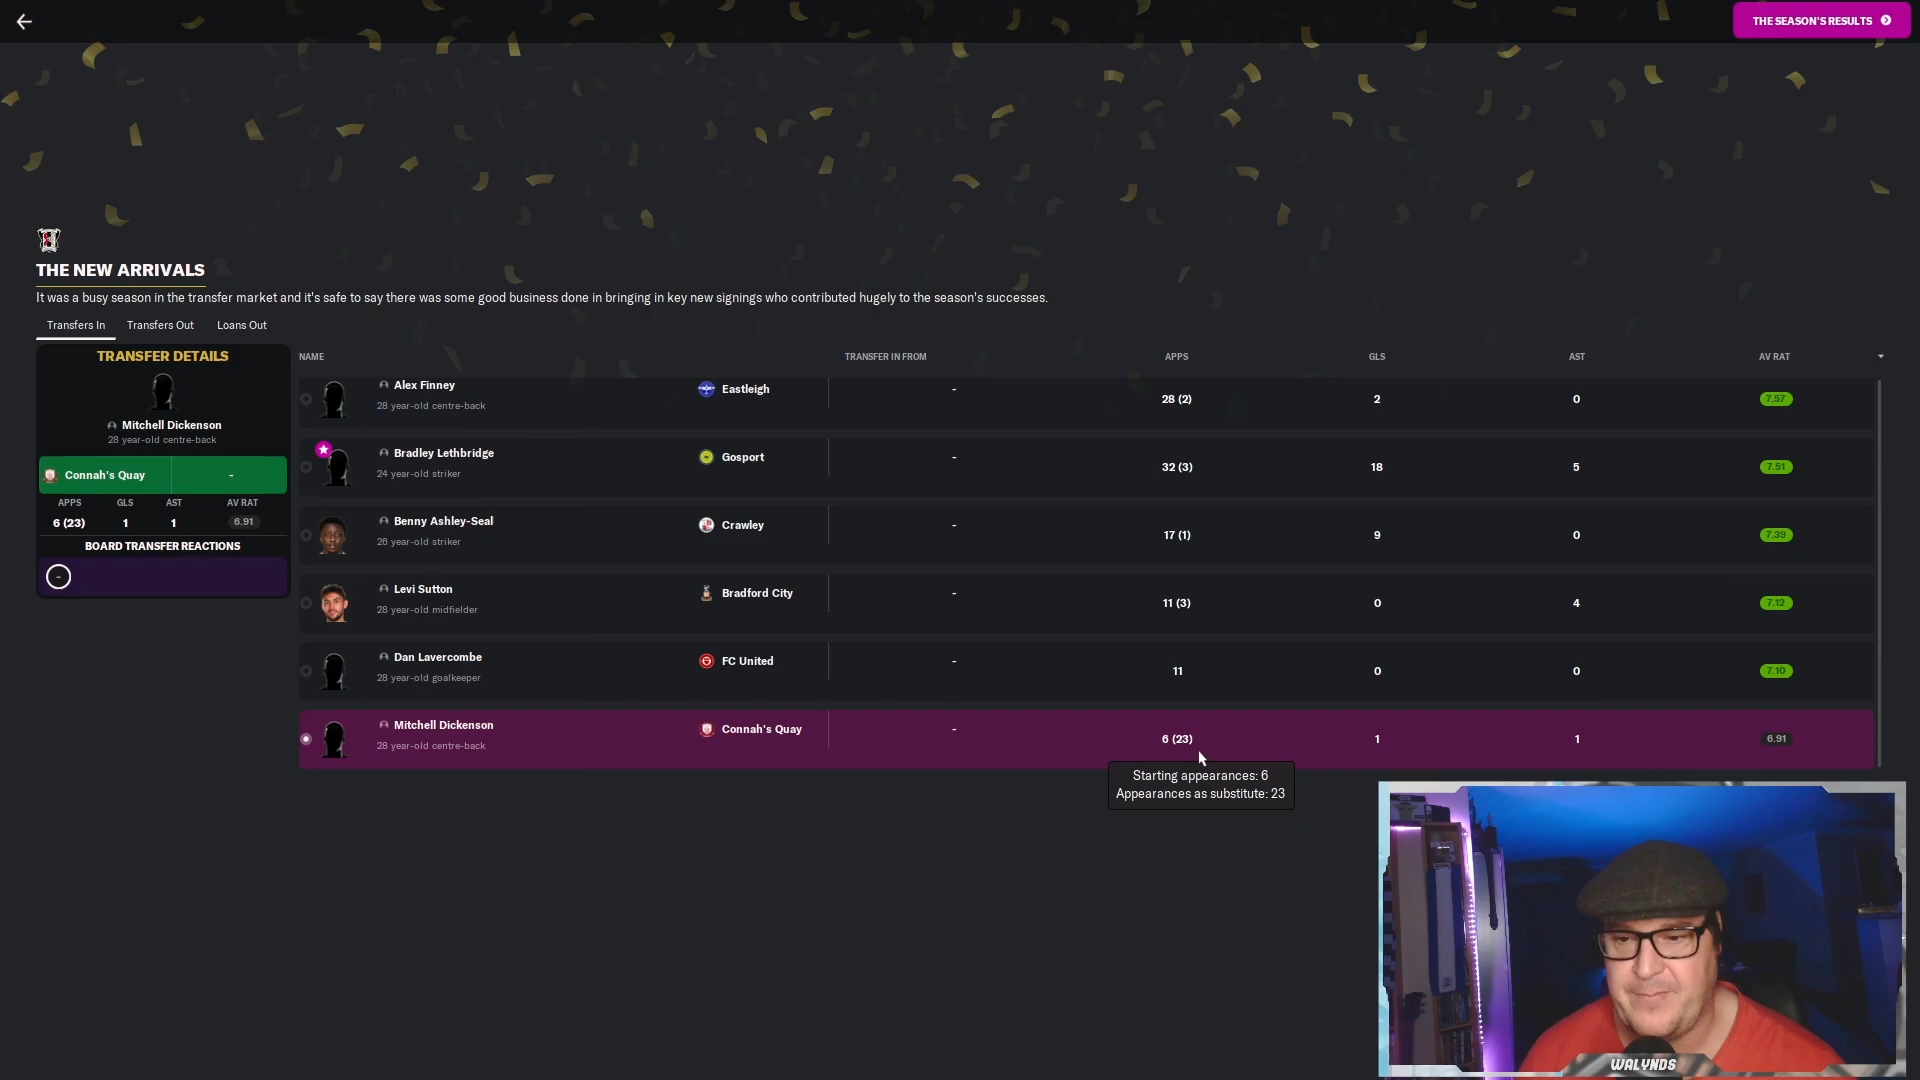 THE SEASON'S RESULTS
THE NEW ARRIVALS
It was a busy season in the transfer market and it's safe to say there was some good business done in bringing in key new signings who contributed hugely to the season's successes.
Transfers In Transfers Out Loans Out
TRANSFER DETAILS
Mitchell Dickenson
28 year-old centre-back
Connah's Quay -
APPS GLS AST AV RAT
6 (23) 1 1 6.91
BOARD TRANSFER REACTIONS
-
NAME TRANSFER IN FROM APPS GLS AST AV RAT
Alex Finney Eastleigh - 28 (2) 2 0 7.57
28 year-old centre-back
Bradley Lethbridge Gosport - 32 (3) 18 5 7.51
24 year-old striker
Benny Ashley-Seal Crawley - 17 (1) 9 0 7.39
26 year-old striker
Levi Sutton Bradford City - 11 (3) 0 4 7.12
28 year-old midfielder
Dan Lavercombe FC United - 11 0 0 7.10
28 year-old goalkeeper
Mitchell Dickenson Connah's Quay - 6 (23) 1 1 6.91
28 year-old centre-back
Starting appearances: 6
Appearances as substitute: 23
WALYNDS